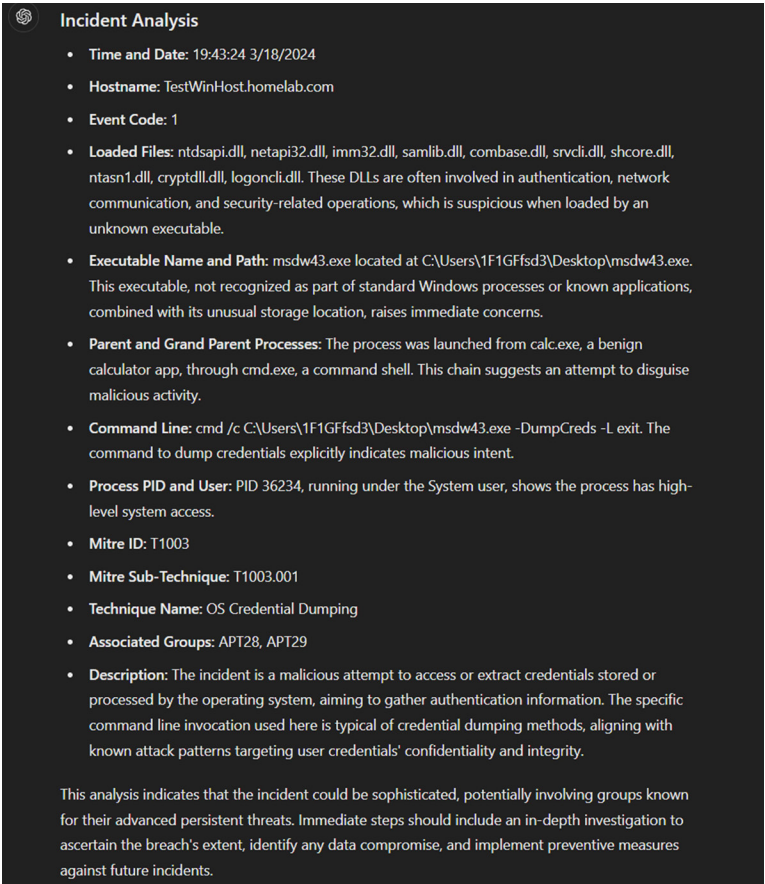 Incident Analysis
• Time and Date: 19:43:24 3/18/2024
• Hostname: TestWinHost.homelab.com
• Event Code: 1
• Loaded Files: ntdsapi.dll, netapi32.dll, imm32.dll, samlib.dll, combase.dll, srvcli.dll, shcore.dll,
ntasn1.dll, cryptdll.dll, logoncli.dll. These DLLs are often involved in authentication, network
communication, and security-related operations, which is suspicious when loaded by an
unknown executable.
• Executable Name and Path: msdw43.exe located at C:\Users\1F1GFfsd3\Desktop\msdw43.exe.
This executable, not recognized as part of standard Windows processes or known applications,
combined with its unusual storage location, raises immediate concerns.
• Parent and Grand Parent Processes: The process was launched from calc.exe, a benign
calculator app, through cmd.exe, a command shell. This chain suggests an attempt to disguise
malicious activity.
• Command Line: cmd /c C:\Users\1F1GFfsd3\Desktop\msdw43.exe -DumpCreds -L exit. The
command to dump credentials explicitly indicates malicious intent.
• Process PID and User: PID 36234, running under the System user, shows the process has high-
level system access.
• Mitre ID: T1003
• Mitre Sub-Technique: T1003.001
• Technique Name: OS Credential Dumping
• Associated Groups: APT28, APT29
• Description: The incident is a malicious attempt to access or extract credentials stored or
processed by the operating system, aiming to gather authentication information. The specific
command line invocation used here is typical of credential dumping methods, aligning with
known attack patterns targeting user credentials' confidentiality and integrity.
This analysis indicates that the incident could be sophisticated, potentially involving groups known
for their advanced persistent threats. Immediate steps should include an in-depth investigation to
ascertain the breach's extent, identify any data compromise, and implement preventive measures
against future incidents.